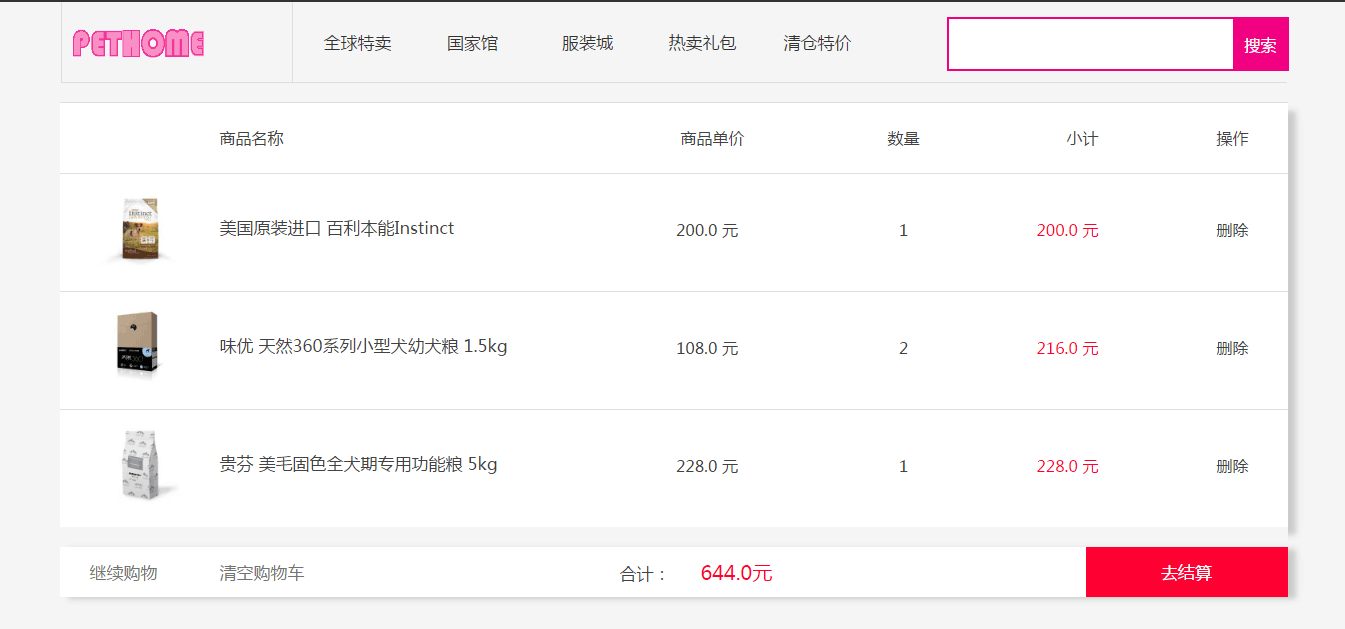 PETHOME 全球特卖 国家馆 服装城 热卖礼包 清仓特价 搜索
商品名称 商品单价 数量 小计 操作
instinct
美国原装进口 百利本能Instinct 200.0 元 1 200.0 元 删除
味优 天然360系列小型犬幼犬粮 1.5kg 108.0 元 2 216.0 元 删除
贵芬 美毛固色全犬期专用功能粮 5kg 228.0 元 1 228.0 元 删除
继续购物 清空购物车 合计： 644.0元 去结算